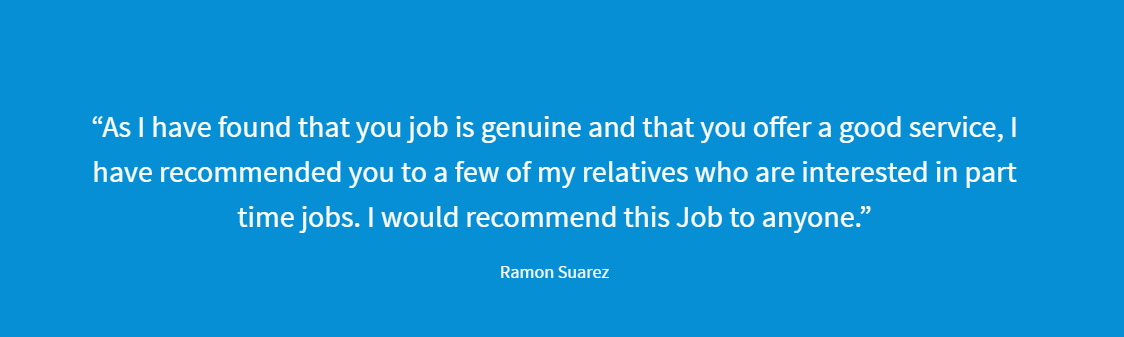 “As I have found that you job is genuine and that you offer a good service, I
have recommended you to a few of my relatives who are interested in part
time jobs. I would recommend this Job to anyone.”
Ramon Suarez